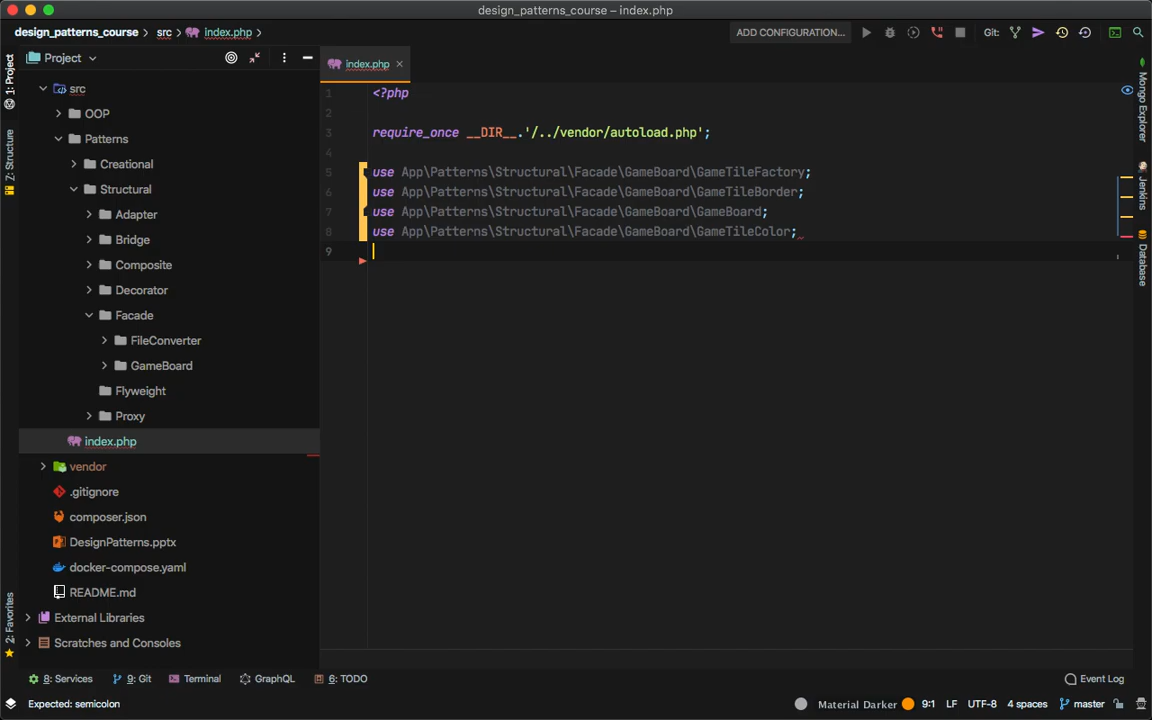 design_patterns_course – index.php
design_patterns_course
src
index.php
ADD CONFIGURATION...
Git:
1: Project
Z: Structure
2: Favorites
Project
src
OOP
Patterns
Creational
Structural
Adapter
Bridge
Composite
Decorator
Facade
FileConverter
GameBoard
Flyweight
Proxy
index.php
vendor
.gitignore
composer.json
DesignPatterns.pptx
docker-compose.yaml
README.md
External Libraries
Scratches and Consoles
index.php
1 <?php
2
3 require_once __DIR__.'/../vendor/autoload.php';
4
5 use App\Patterns\Structural\Facade\GameBoard\GameTileFactory;
6 use App\Patterns\Structural\Facade\GameBoard\GameTileBorder;
7 use App\Patterns\Structural\Facade\GameBoard\GameBoard;
8 use App\Patterns\Structural\Facade\GameBoard\GameTileColor;
9
Mongo Explorer
Jenkins
Database
8: Services
9: Git
Terminal
GraphQL
6: TODO
Event Log
Expected: semicolon
Material Darker
9:1
LF
UTF-8
4 spaces
master